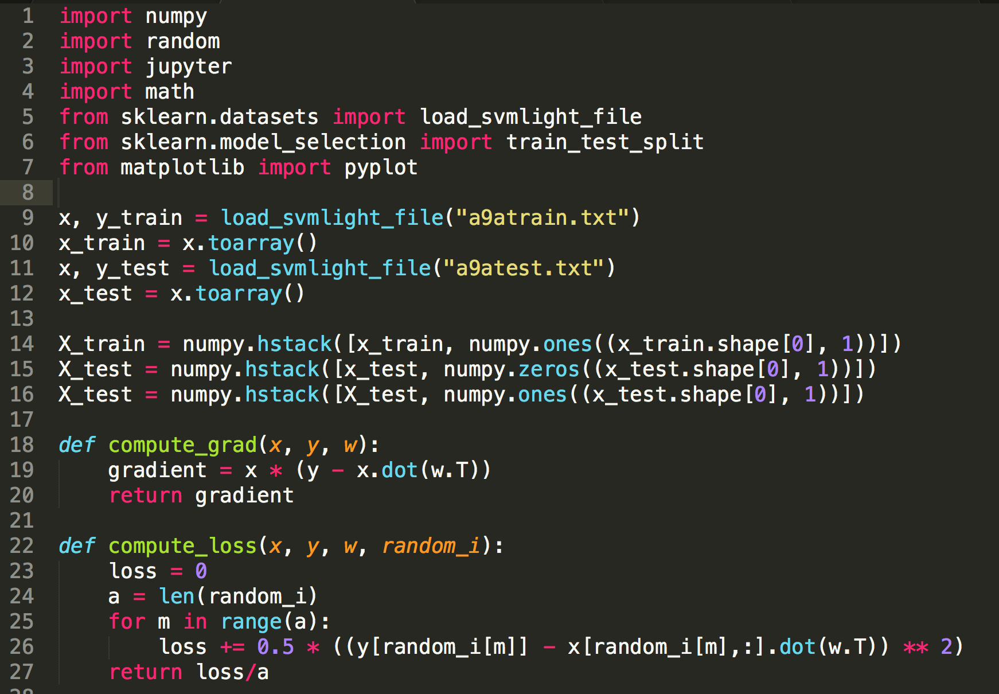 1 import numpy
2 import random
3 import jupyter
4 import math
5 from sklearn.datasets import load_svmlight_file
6 from sklearn.model_selection import train_test_split
7 from matplotlib import pyplot
8
9 x, y_train = load_svmlight_file("a9atrain.txt")
10 x_train = x.toarray()
11 x, y_test = load_svmlight_file("a9atest.txt")
12 x_test = x.toarray()
13
14 X_train = numpy.hstack([x_train, numpy.ones((x_train.shape[0], 1))])
15 X_test = numpy.hstack([x_test, numpy.zeros((x_test.shape[0], 1))])
16 X_test = numpy.hstack([X_test, numpy.ones((x_test.shape[0], 1))])
17
18 def compute_grad(x, y, w):
19     gradient = x * (y - x.dot(w.T))
20     return gradient
21
22 def compute_loss(x, y, w, random_i):
23     loss = 0
24     a = len(random_i)
25     for m in range(a):
26         loss += 0.5 * ((y[random_i[m]] - x[random_i[m],:].dot(w.T)) ** 2)
27     return loss/a
28